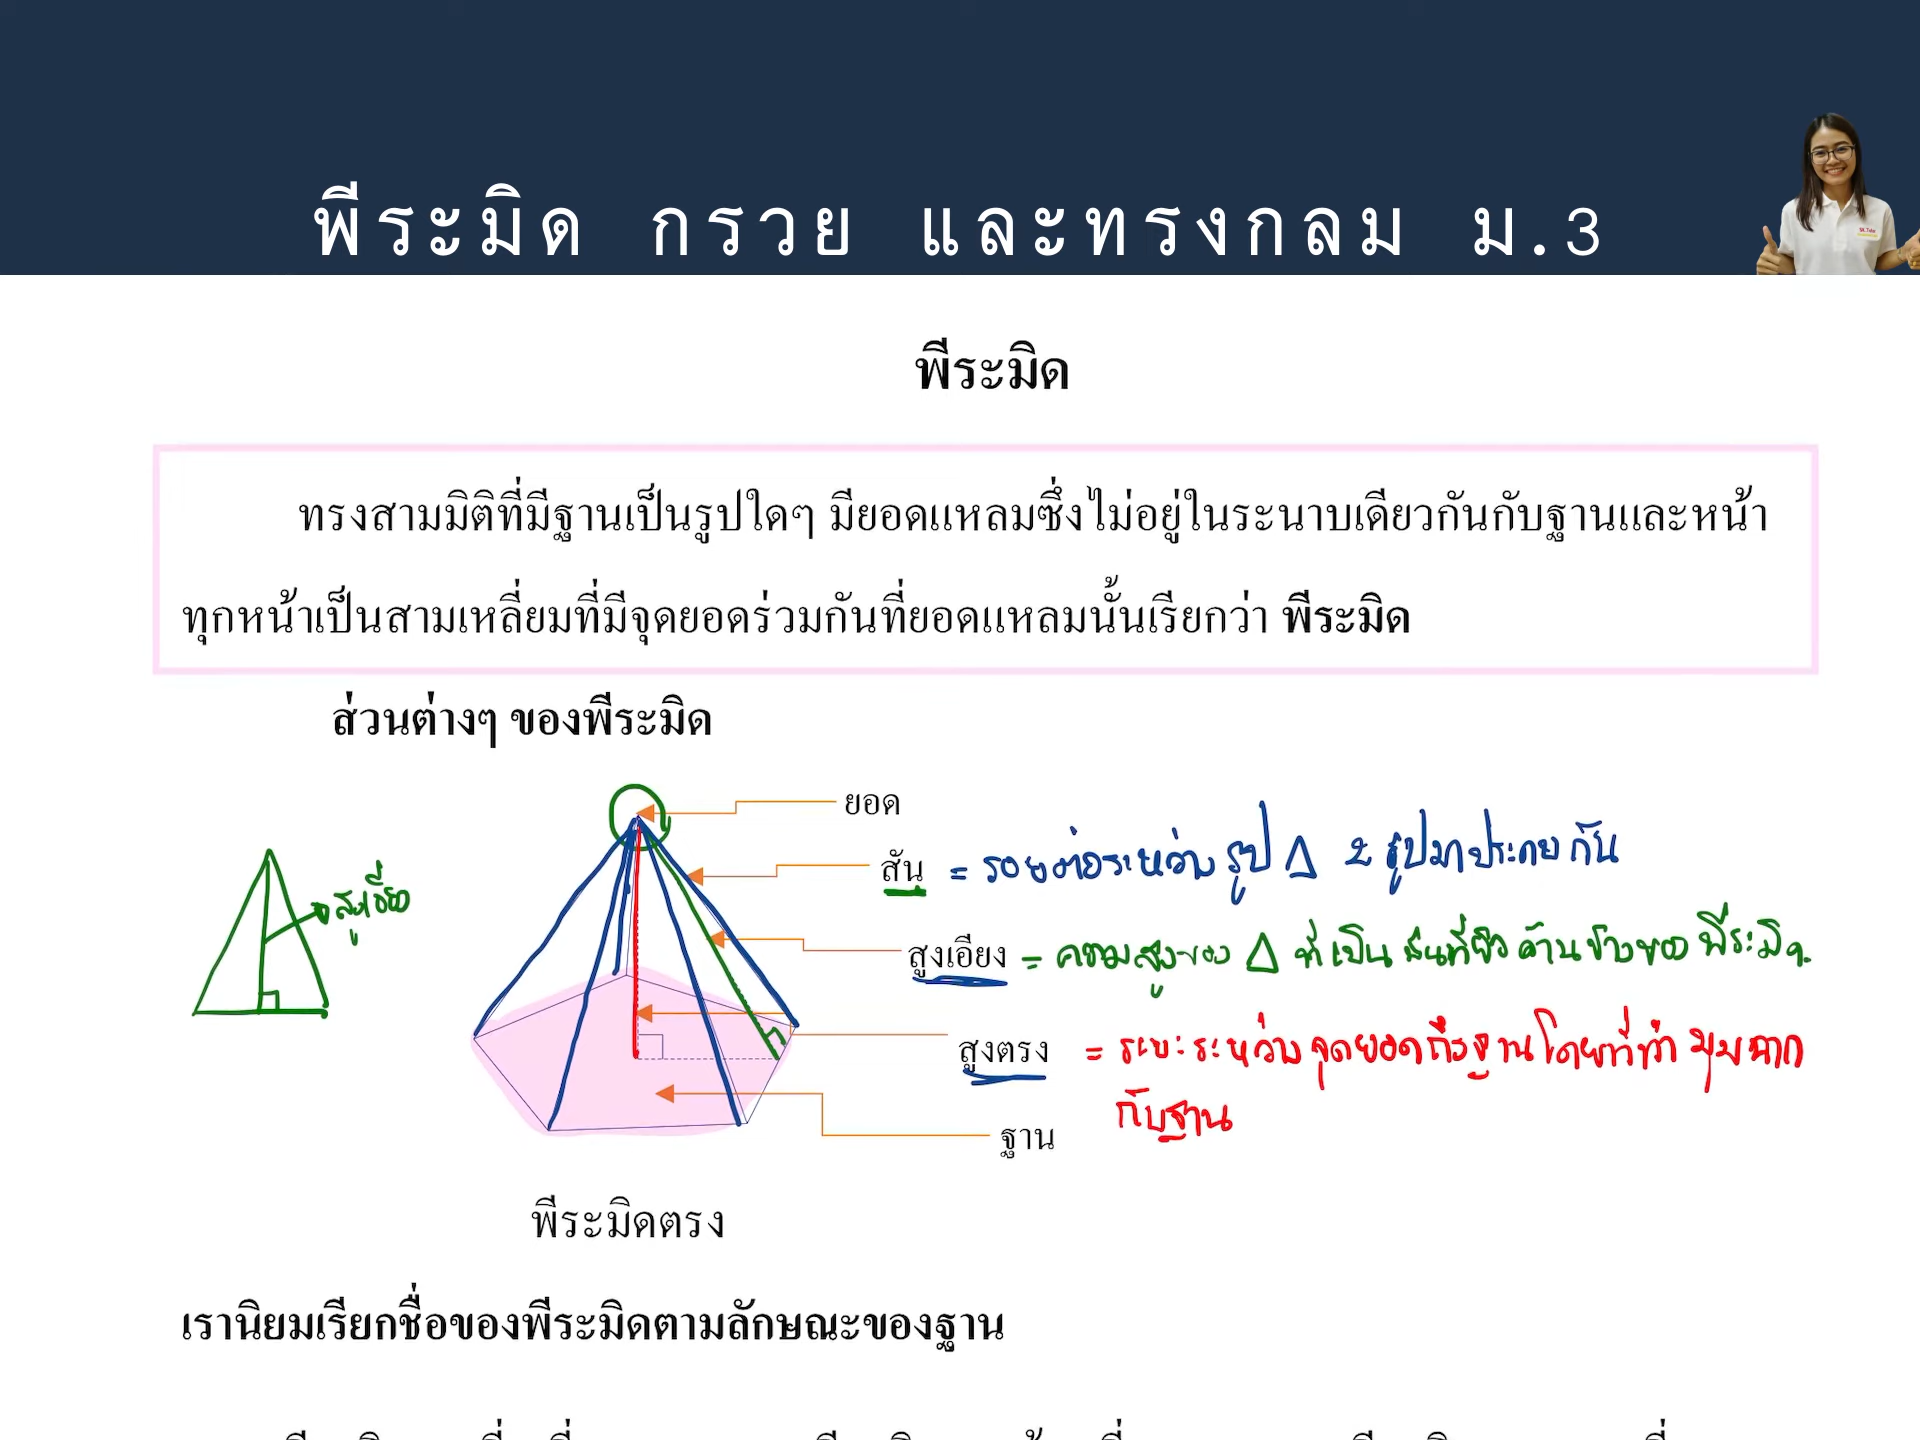 พีระมิด กรวย และทรงกลม ม.3
พีระมิด
ทรงสามมิติที่มีฐานเป็นรูปใดๆ มียอดแหลมซึ่งไม่อยู่ในระนาบเดียวกันกับฐานและหน้า
ทุกหน้าเป็นสามเหลี่ยมที่มีจุดยอดร่วมกันที่ยอดแหลมนั้นเรียกว่า พีระมิด
ส่วนต่างๆ ของพีระมิด
ยอด
สัน = รอยต่อระหว่าง รูป △ 2 รูปมาประกบกัน
สูงเอียง
สูงเอียง = ความสูงของ △ ที่เป็น พื้นที่ผิว ด้านข้างของ พีระมิด
สูงตรง = ระยะระหว่างจุดยอดถึงฐานโดยที่ทำ มุมฉาก
กับฐาน
ฐาน
พีระมิดตรง
เรานิยมเรียกชื่อของพีระมิดตามลักษณะของฐาน